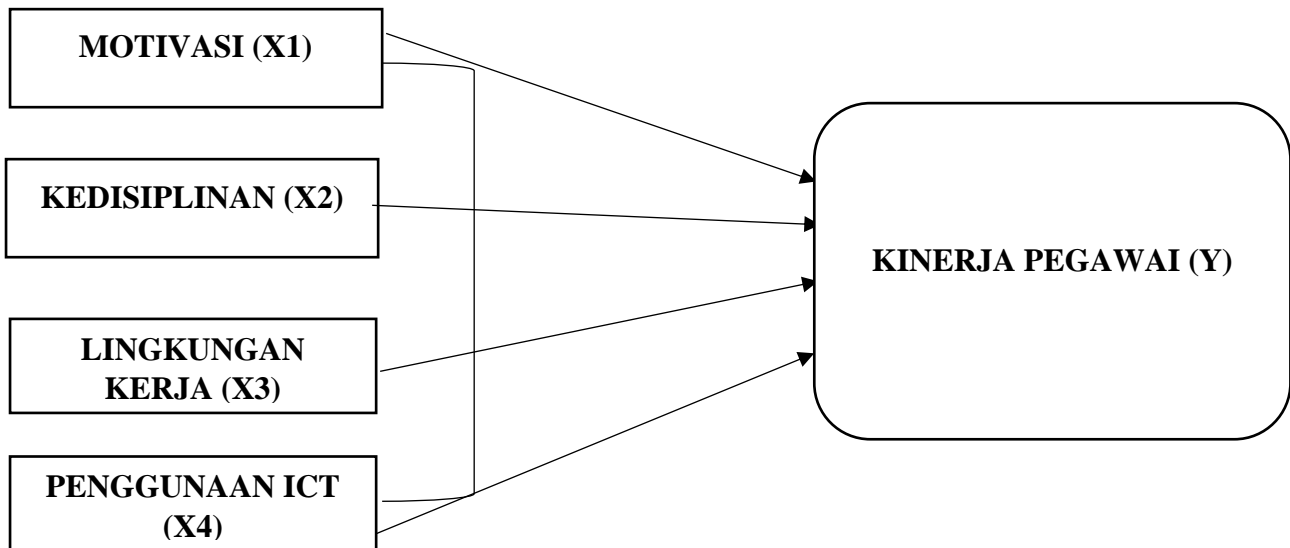 MOTIVASI (X1)
KEDISIPLINAN (X2)
LINGKUNGAN
KERJA (X3)
PENGGUNAAN ICT
(X4)
KINERJA PEGAWAI (Y)